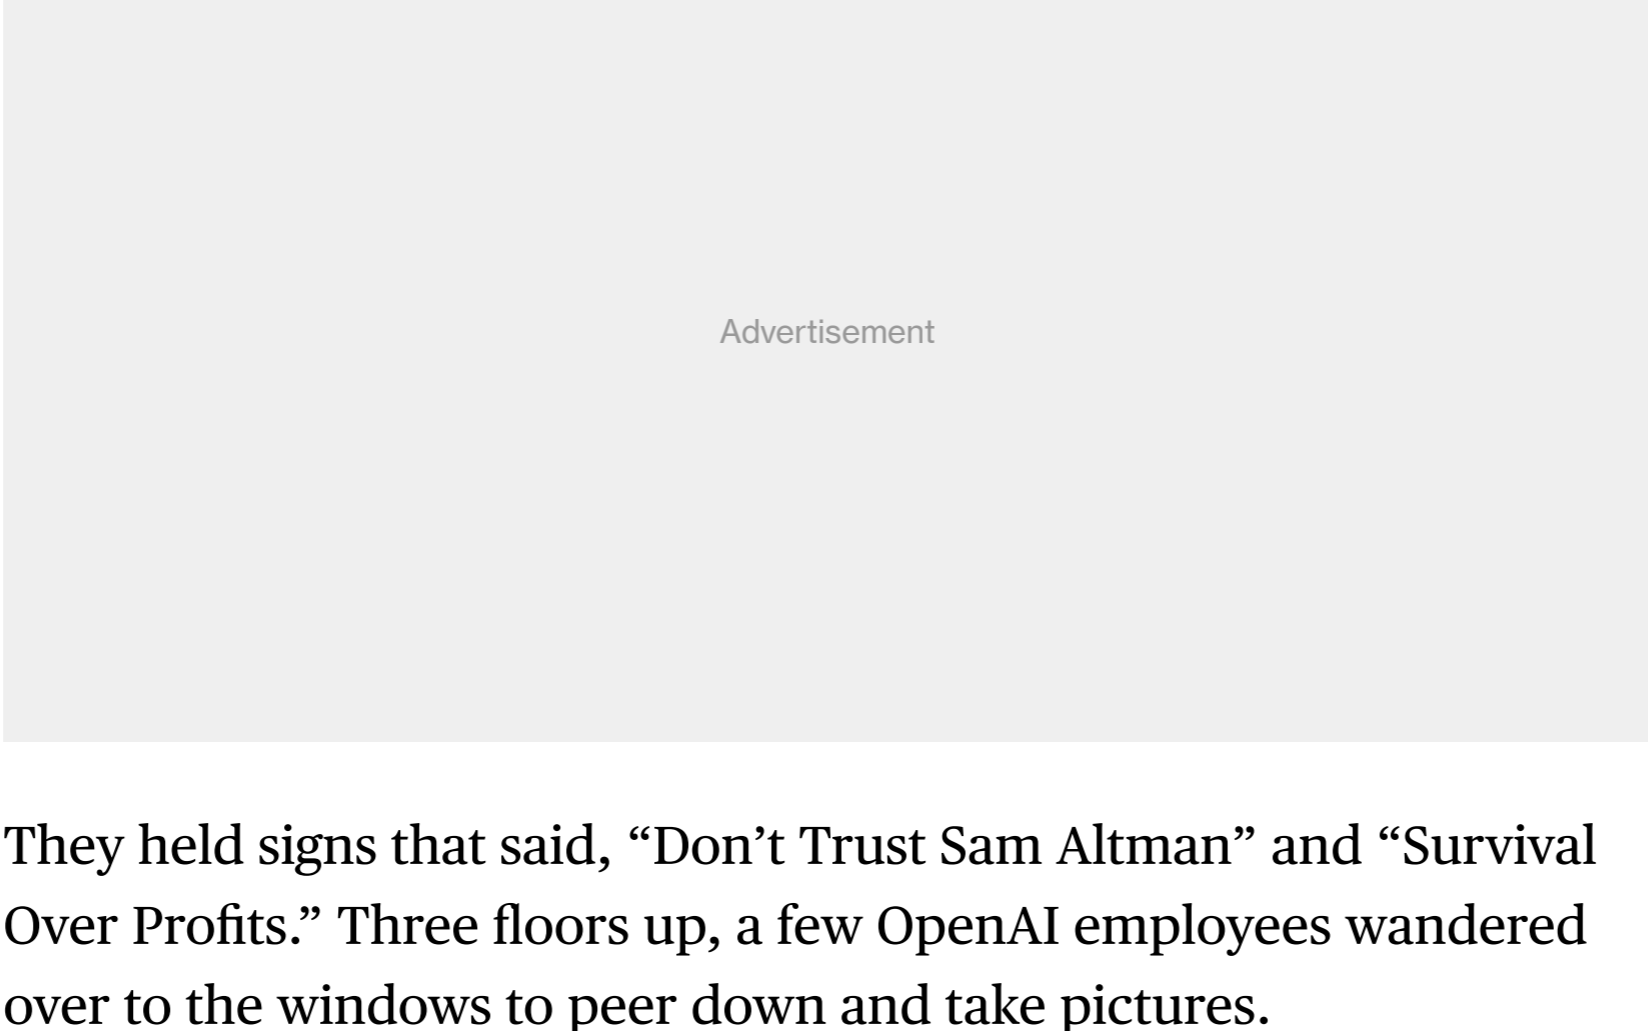 Advertisement
They held signs that said, “Don’t Trust Sam Altman” and “Survival
Over Profits.” Three floors up, a few OpenAI employees wandered
over to the windows to peer down and take pictures.